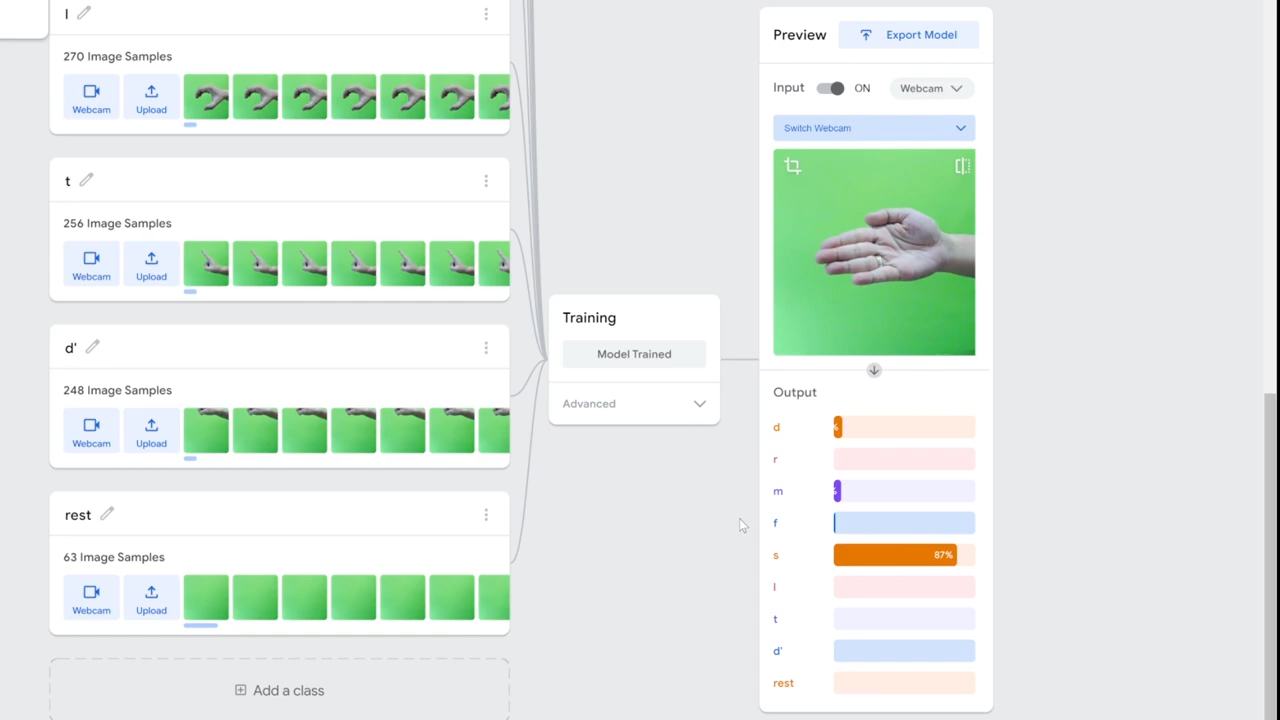 l
270 Image Samples
Webcam
Upload
t
256 Image Samples
Webcam
Upload
d'
248 Image Samples
Webcam
Upload
rest
63 Image Samples
Webcam
Upload
Add a class
Training
Model Trained
Advanced
Preview
Export Model
Input
ON
Webcam
Switch Webcam
Output
d
r
m
f
s
87%
l
t
d'
rest